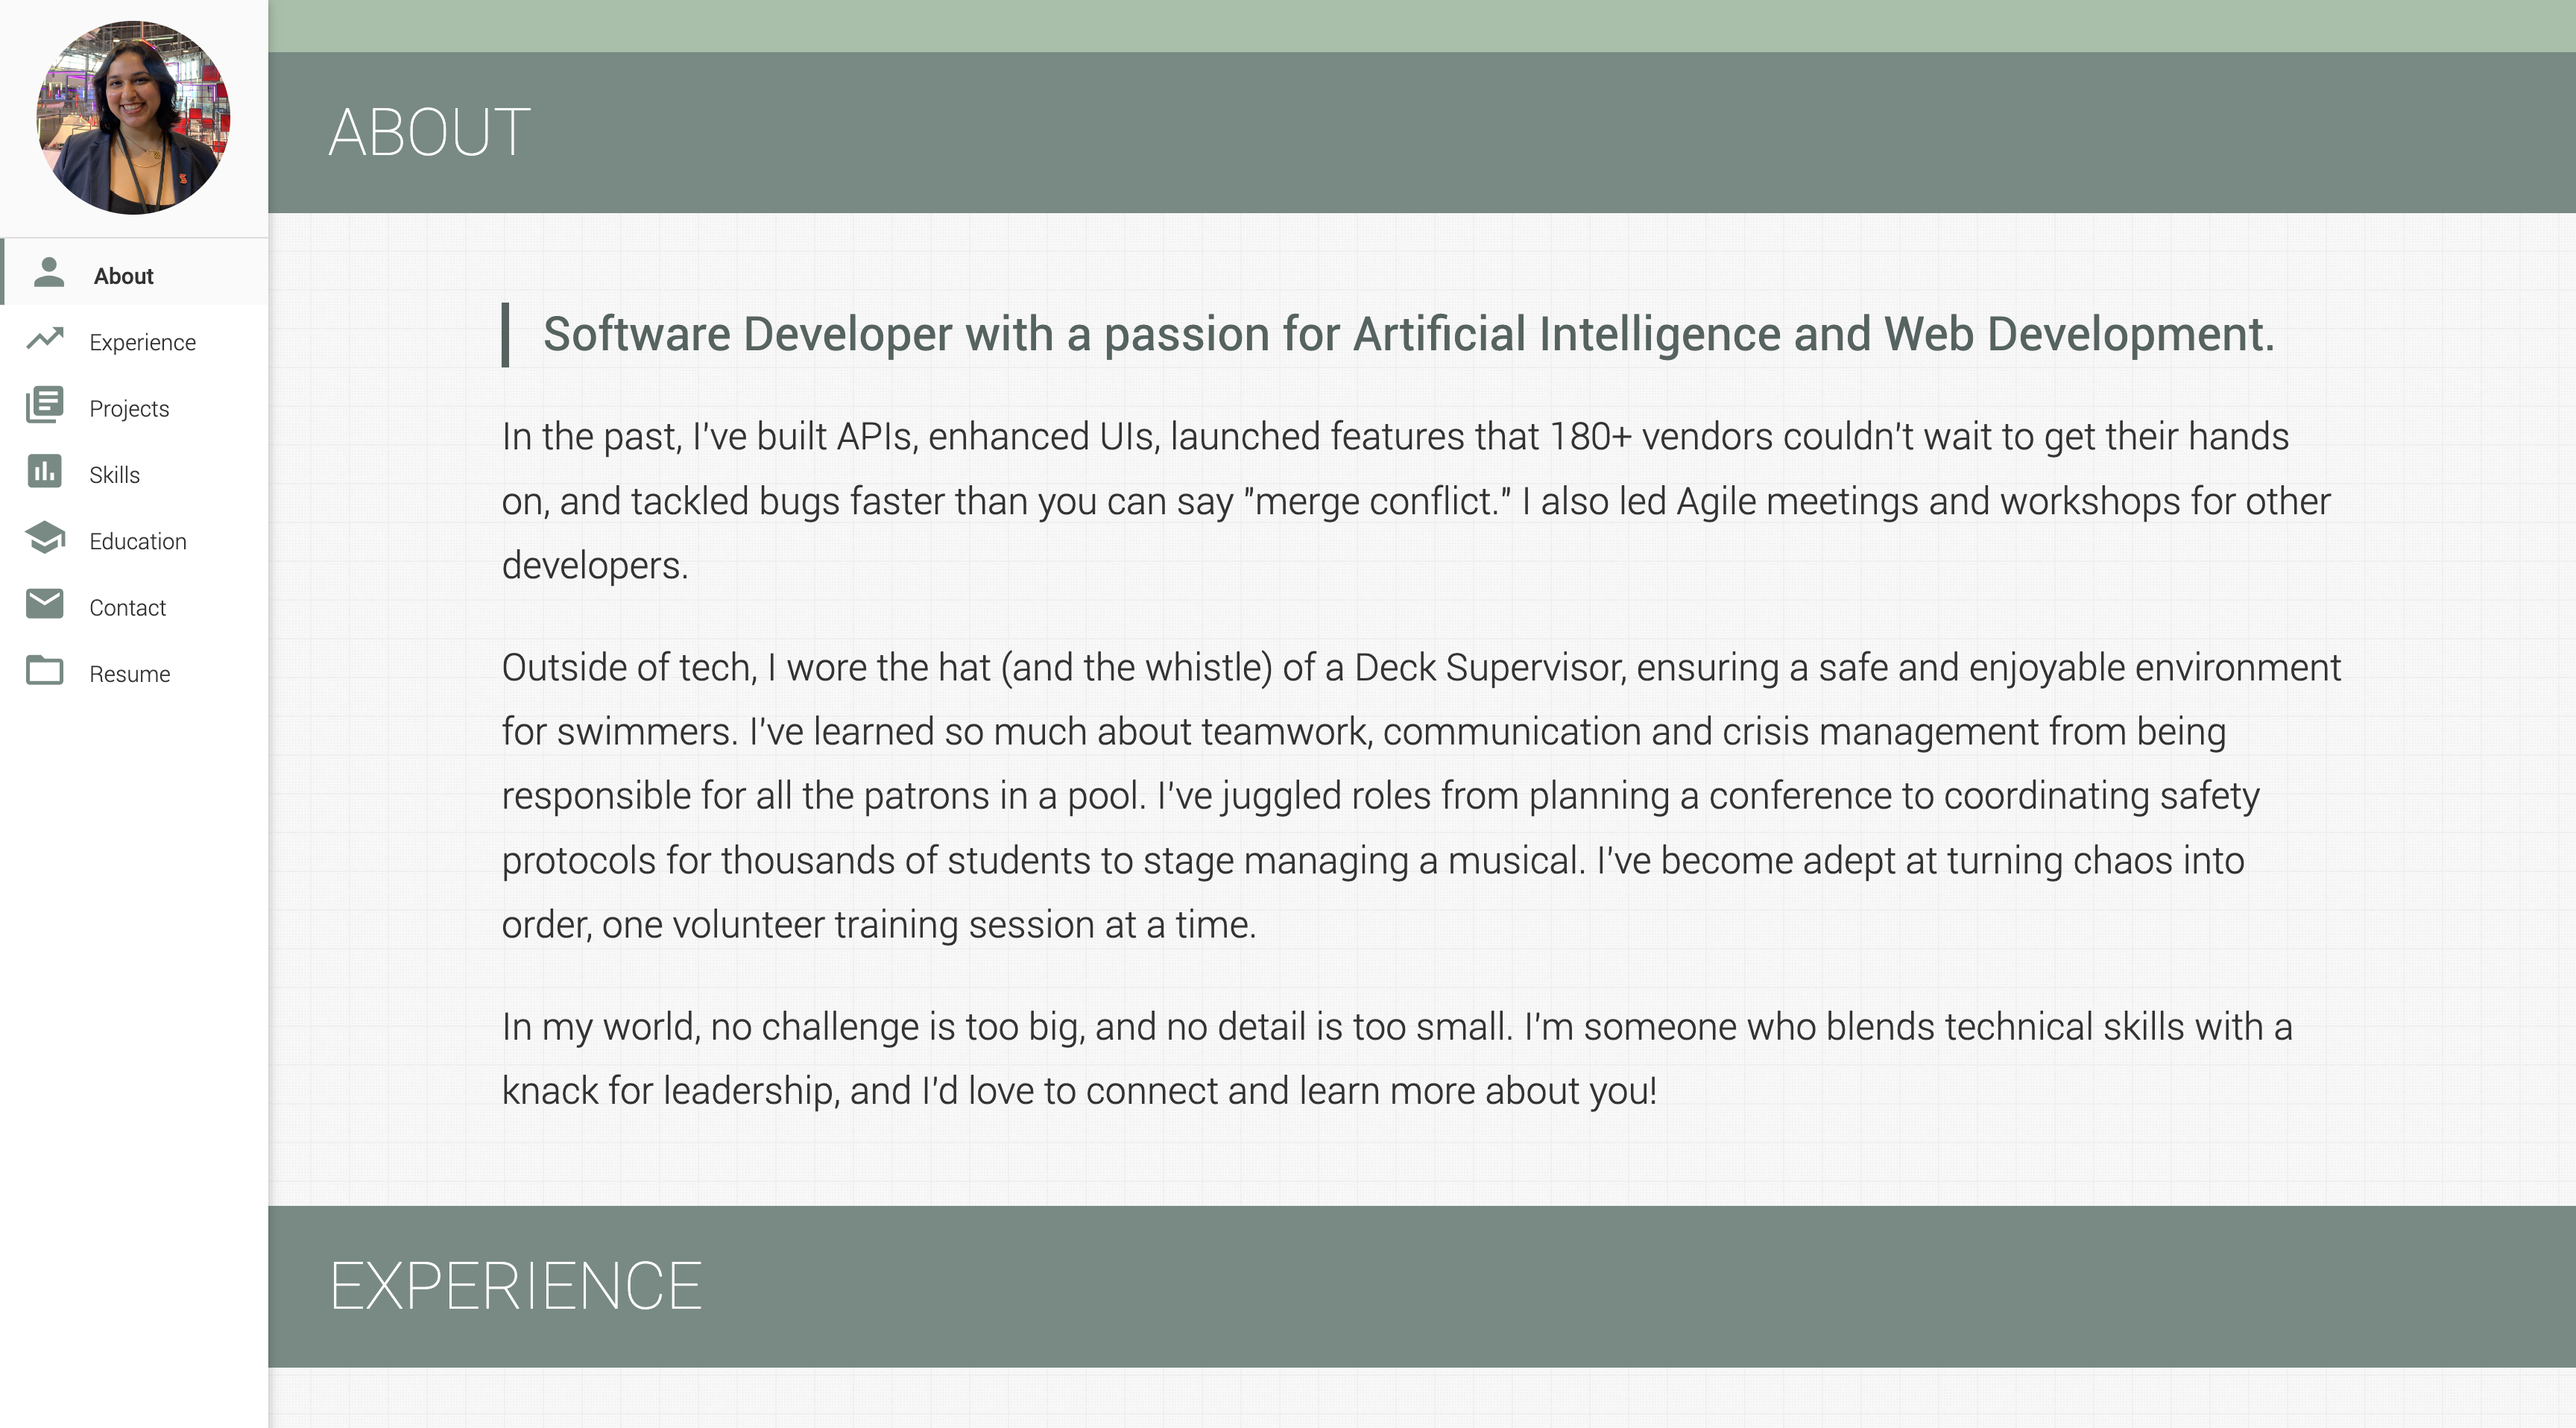 About
Experience
Projects
Skills
Education
Contact
Resume
ABOUT
Software Developer with a passion for Artificial Intelligence and Web Development.
In the past, I've built APIs, enhanced UIs, launched features that 180+ vendors couldn't wait to get their hands
on, and tackled bugs faster than you can say "merge conflict." I also led Agile meetings and workshops for other
developers.
Outside of tech, I wore the hat (and the whistle) of a Deck Supervisor, ensuring a safe and enjoyable environment
for swimmers. I've learned so much about teamwork, communication and crisis management from being
responsible for all the patrons in a pool. I've juggled roles from planning a conference to coordinating safety
protocols for thousands of students to stage managing a musical. I've become adept at turning chaos into
order, one volunteer training session at a time.
In my world, no challenge is too big, and no detail is too small. I'm someone who blends technical skills with a
knack for leadership, and I'd love to connect and learn more about you!
EXPERIENCE